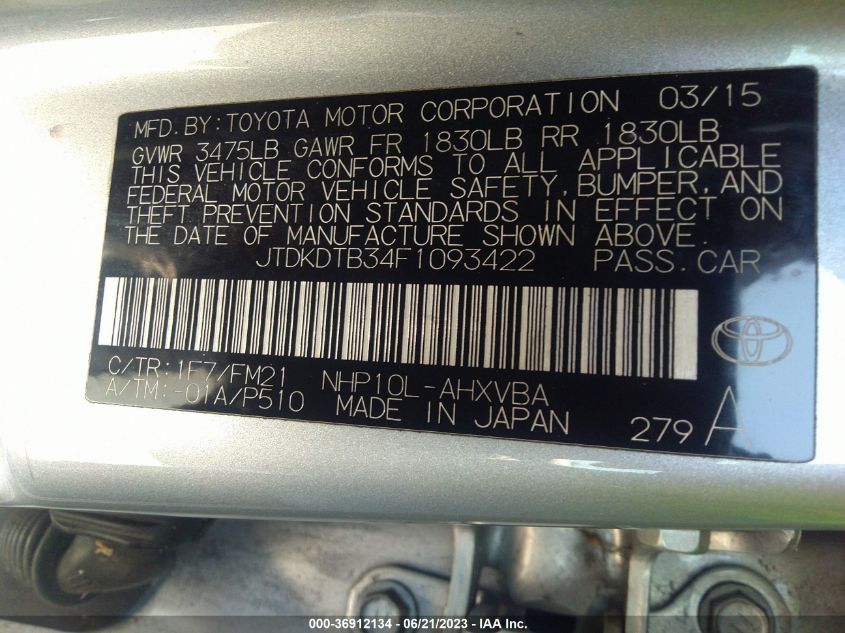 MFD. BY: TOYOTA MOTOR CORPORATION 03/15
GVWR 3475LB GAWR FR 1830LB RR 1830LB
THIS VEHICLE CONFORMS TO ALL APPLICABLE
FEDERAL MOTOR VEHICLE SAFETY, BUMPER, AND
THEFT PREVENTION STANDARDS IN EFFECT ON
THE DATE OF MANUFACTURE SHOWN ABOVE.
JTDKDTB34F1093422 PASS. CAR
C/TR: 1F7/FM21 NHP10L-AHXVBA
A/TM: -01A/P510 MADE IN JAPAN
279 A
000-36912134 - 06/21/2023 - IAA Inc.